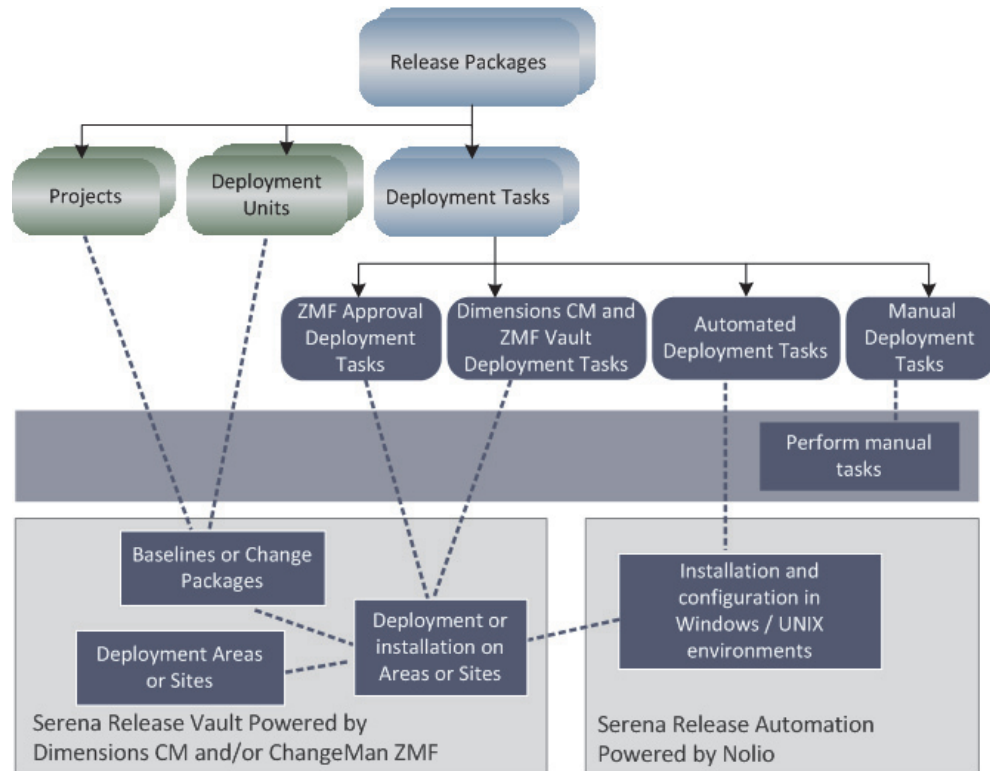 Release Packages
Projects
Deployment
Units
Deployment Tasks
ZMF Approval
Deployment
Tasks
Dimensions CM and
ZMF Vault
Deployment Tasks
Automated
Deployment Tasks
Manual
Deployment
Tasks
Perform manual
tasks
Baselines or Change
Packages
Deployment Areas
or Sites
Deployment or
installation on
Areas or Sites
Installation and
configuration in
Windows / UNIX
environments
Serena Release Vault Powered by
Dimensions CM and/or ChangeMan ZMF
Serena Release Automation
Powered by Nolio